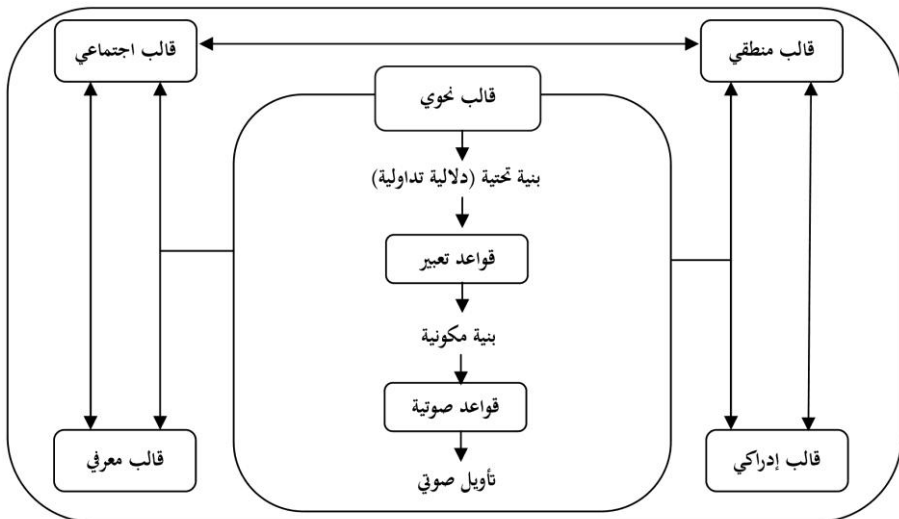 قالب اجتماعي
قالب منطقي
قالب نحوي
بنية تحتية (دلالية تداولية)
قواعد تعبير
بنية مكونية
قواعد صوتية
تأويل صوتي
قالب معرفي
قالب إدراكي